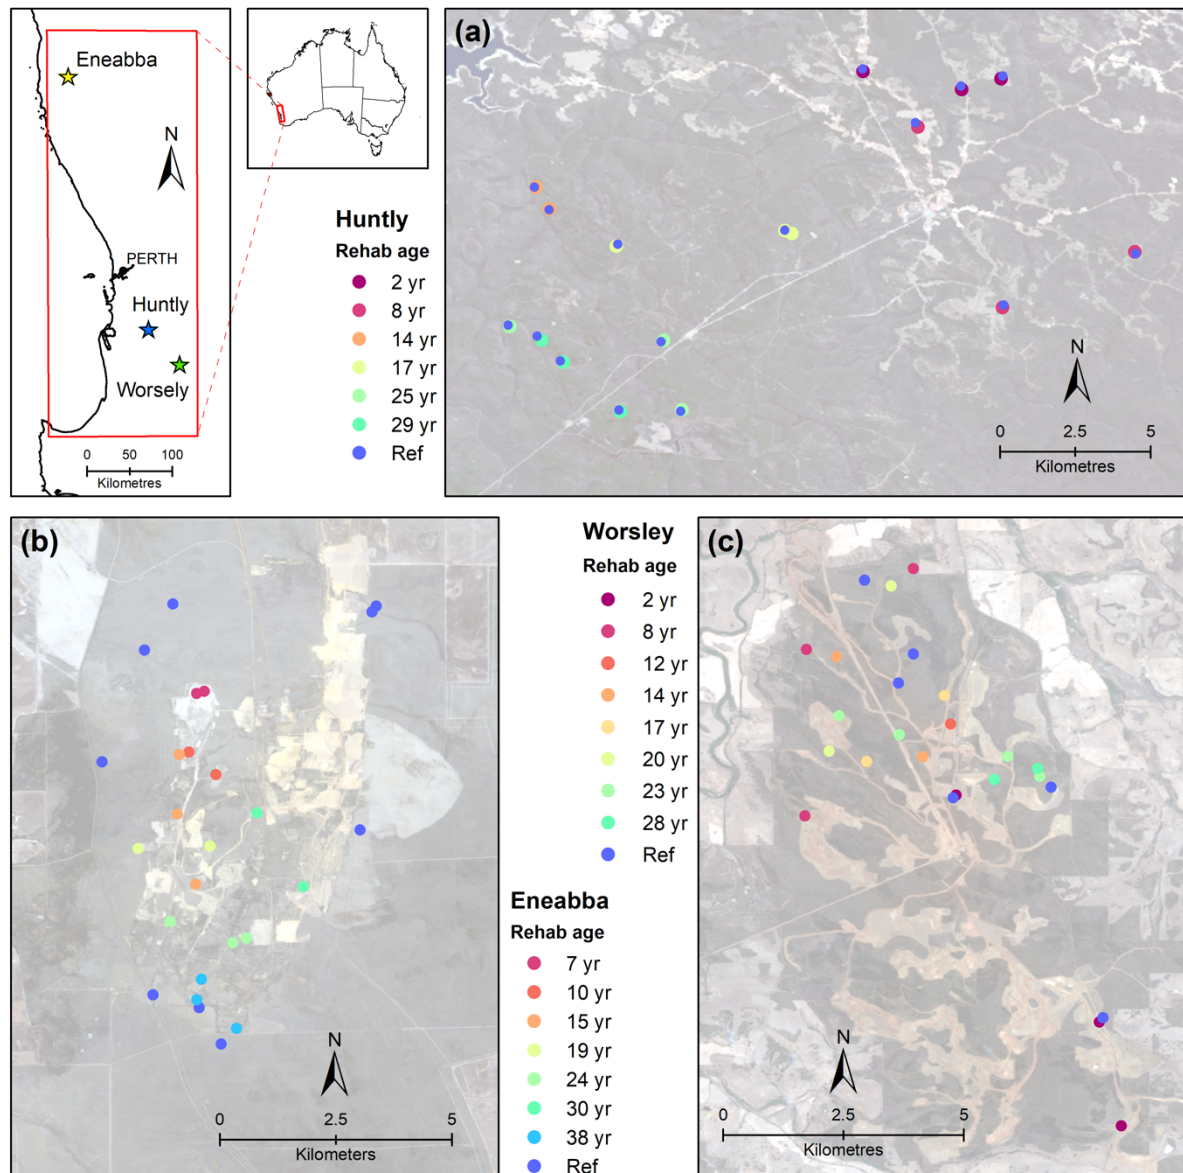 Eneabba
N
PERTH
Huntly
Worsely
0 50 100
Kilometres
Huntly
Rehab age
2 yr
8 yr
14 yr
17 yr
25 yr
29 yr
Ref
(a)
N
0 2.5 5
Kilometres
(b)
N
0 2.5 5
Kilometers
Worsley
Rehab age
2 yr
8 yr
12 yr
14 yr
17 yr
20 yr
23 yr
28 yr
Ref
Eneabba
Rehab age
7 yr
10 yr
15 yr
19 yr
24 yr
30 yr
38 yr
Ref
(c)
N
0 2.5 5
Kilometres